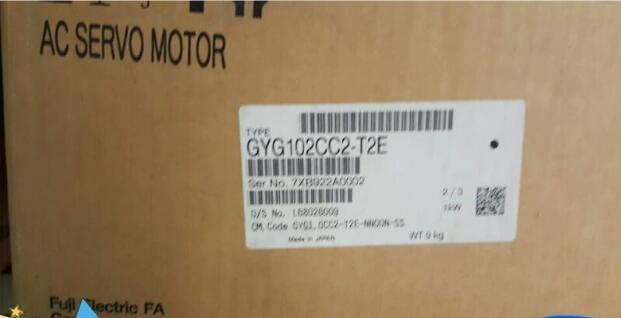 AC SERVO MOTOR
TYPE
GYG102CC2-T2E
Ser.No. 7XB922A0002
2 / 3
O/S No. L68026009
1kW
CM.Code GYG1.0CC2-T2E-NNOON-SS
Made in JAPAN
WT 9 kg
Fuji Electric FA